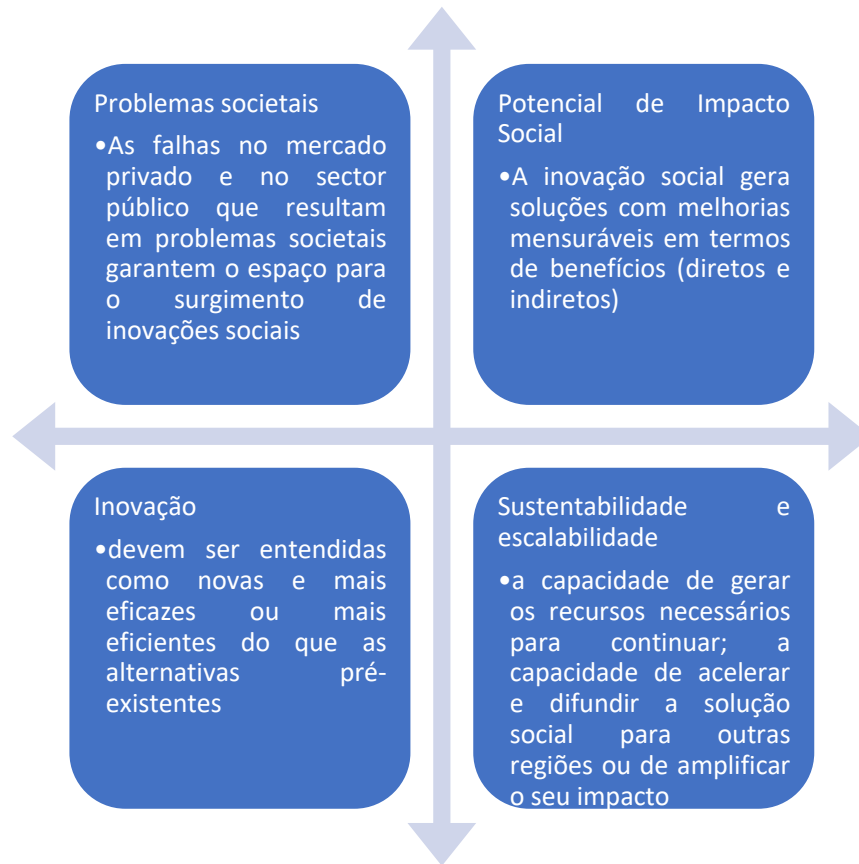 Problemas societais
•As falhas no mercado
privado e no sector
público que resultam
em problemas societais
garantem o espaço para
o surgimento de
inovações sociais
Potencial de Impacto
Social
•A inovação social gera
soluções com melhorias
mensuráveis em termos
de benefícios (diretos e
indiretos)
Inovação
•devem ser entendidas
como novas e mais
eficazes ou mais
eficientes do que as
alternativas pré-
existentes
Sustentabilidade e
escalabilidade
•a capacidade de gerar
os recursos necessários
para continuar; a
capacidade de acelerar
e difundir a solução
social para outras
regiões ou de amplificar
o seu impacto